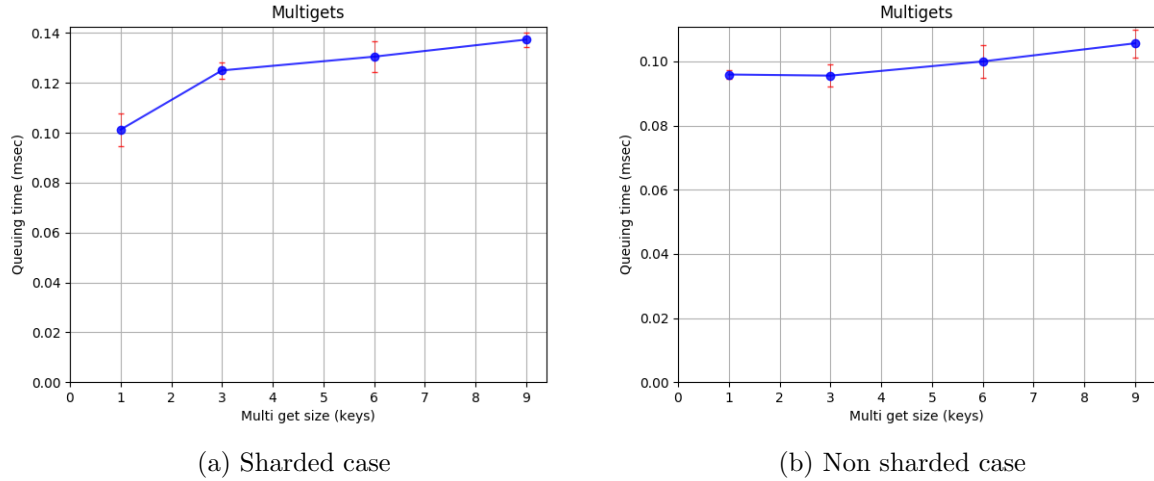 Multigets
0.14
0.12
0.10
0.08
0.06
0.04
0.02
0.00
Queuing time (msec)
0 1 2 3 4 5 6 7 8 9
Multi get size (keys)
(a) Sharded case
Multigets
0.10
0.08
0.06
0.04
0.02
0.00
Queuing time (msec)
0 1 2 3 4 5 6 7 8 9
Multi get size (keys)
(b) Non sharded case